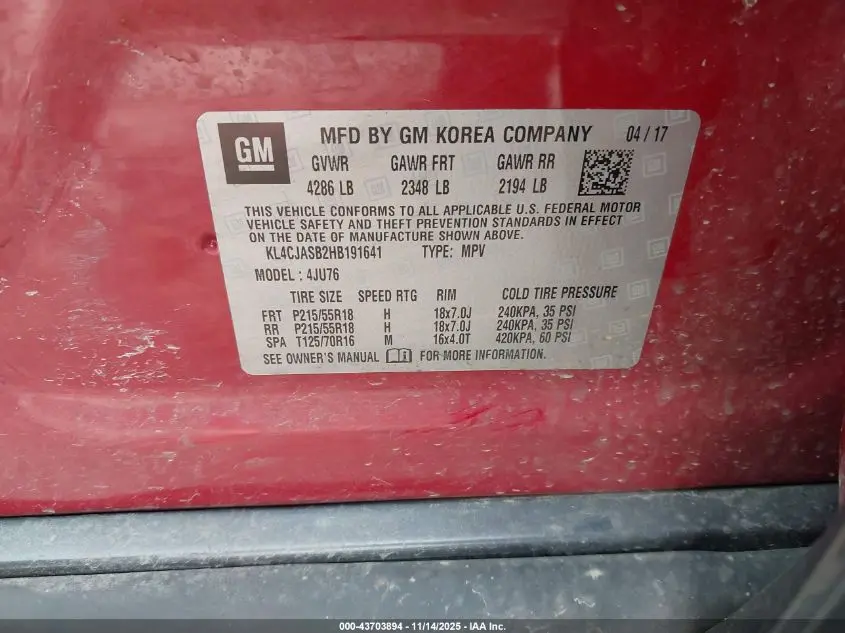 GM MFD BY GM KOREA COMPANY 04/17
GVWR GAWR FRT GAWR RR
4286 LB 2348 LB 2194 LB
THIS VEHICLE CONFORMS TO ALL APPLICABLE U.S. FEDERAL MOTOR
VEHICLE SAFETY AND THEFT PREVENTION STANDARDS IN EFFECT
ON THE DATE OF MANUFACTURE SHOWN ABOVE.
KL4CJASB2HB191641 TYPE: MPV
MODEL: 4JU76
TIRE SIZE SPEED RTG RIM COLD TIRE PRESSURE
FRT P215/55R18 H 18x7.0J 240KPA, 35 PSI
RR P215/55R18 H 18x7.0J 240KPA, 35 PSI
SPA T125/70R16 M 16x4.0T 420KPA, 60 PSI
SEE OWNER'S MANUAL FOR MORE INFORMATION.
000-43703894 - 11/14/2025 - IAA Inc.